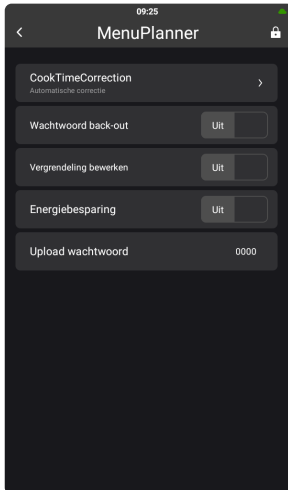 09:25
MenuPlanner
CookTimeCorrection
Automatische correctie
Wachtwoord back-out
Uit
Vergrendeling bewerken
Uit
Energiebesparing
Uit
Upload wachtwoord
0000